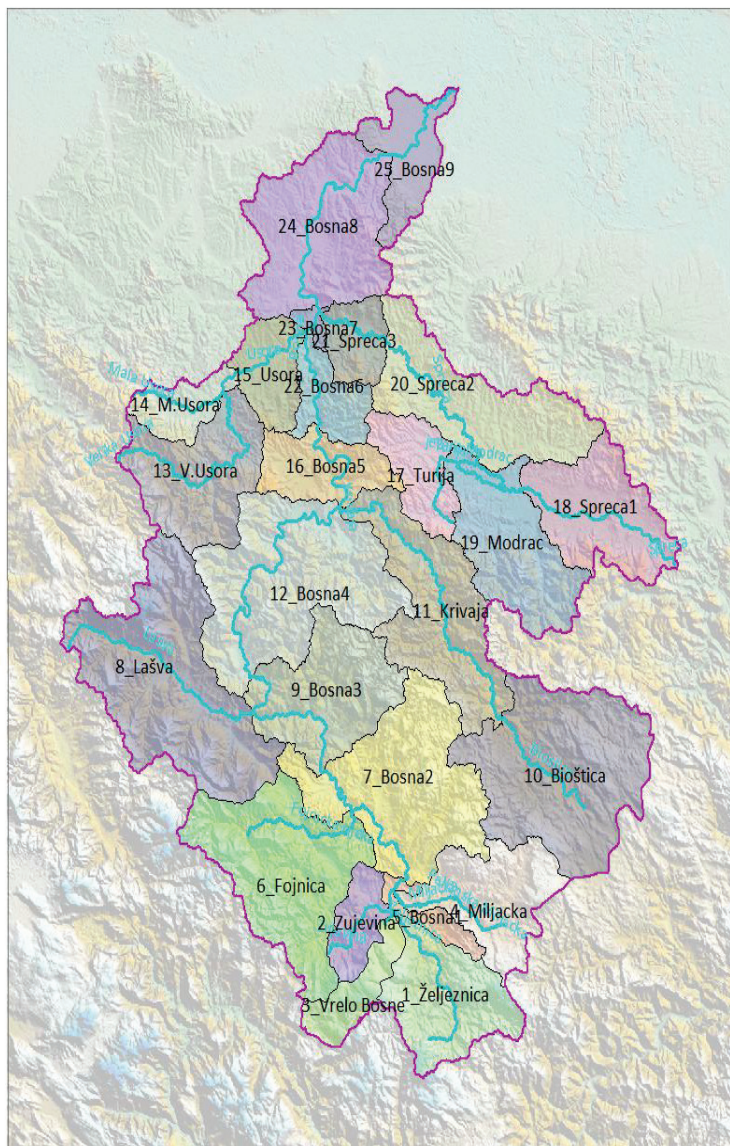 25_Bosna9
24_Bosna8
23_Bosna7
21_Spreca3
15_Usora
22_Bosna6
20_Spreca2
14_M.Usora
13_V.Usora
16_Bosna5
17_Turija
18_Spreca1
19_Modrac
12_Bosna4
11_Krivaja
8_Lašva
9_Bosna3
7_Bosna2
10_Bioštica
6_Fojnica
2_Zujevina
5_Bosna1
4_Miljacka
3_Vrelo Bosne
1_Željeznica